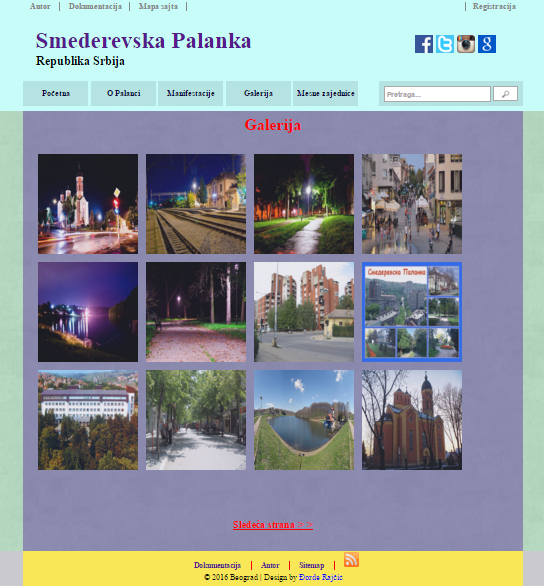 Autor | Dokumentacija | Mapa sajta |
| Registracija
Smederevska Palanka
Republika Srbija
Početna
O Palanci
Manifestacije
Galerija
Mesne zajednice
Pretraga...
Galerija
Смедеревска Паланка
Sledeća strana > >
Dokumentacija | Autor | Sitemap |
© 2016 Beograd | Design by Đorđe Rajčić